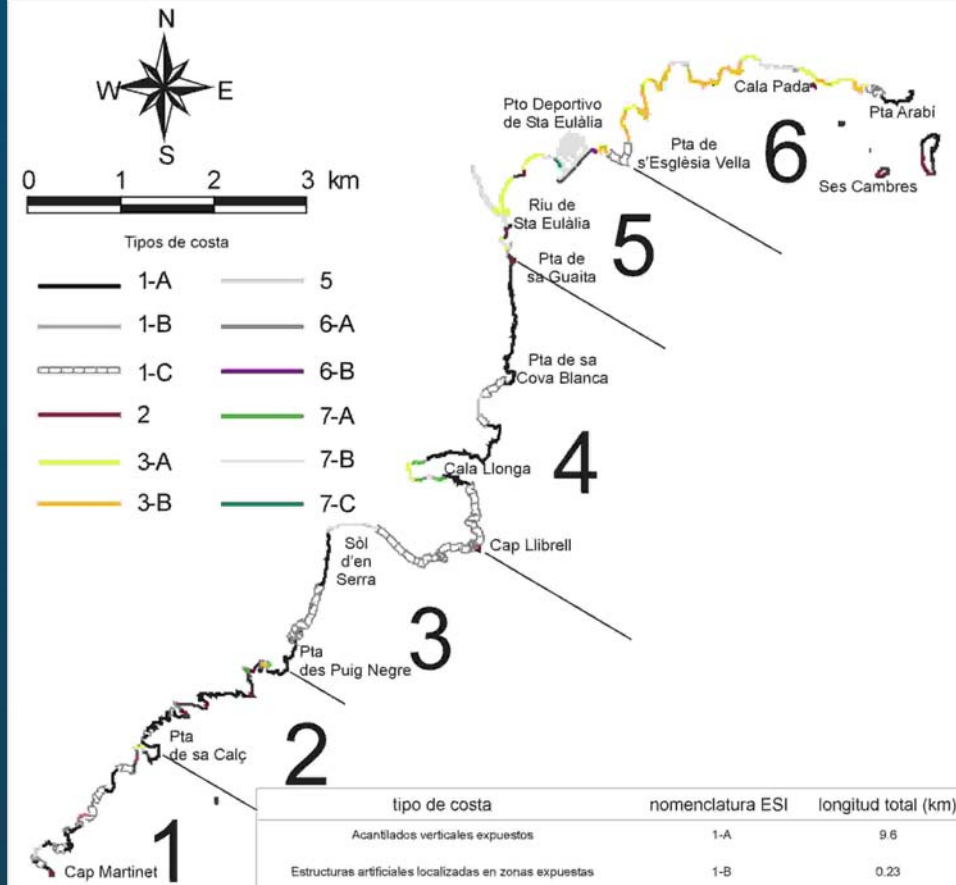 N
W
E
S
0
1
2
3
km
Tipos de costa
1-A
1-B
1-C
2
3-A
3-B
5
6-A
6-B
7-A
7-B
7-C
Pto Deportivo
de Sta Eulàlia
Cala Pada
Pta Arabí
Pta de
s'Esglèsia Vella
6
Ses Cambres
Riu de
Sta Eulàlia
5
Pta de
sa Guaita
Pta de sa
Cova Blanca
4
Cala Llonga
Cap Llibrell
Sòl
d'en
Serra
3
Pta
des Puig Negre
Pta
de sa Calç
2
1
Cap Martinet
tipo de costa nomenclatura ESI longitud total (km)
Acantilados verticales expuestos 1-A 9.6
Estructuras artificiales localizadas en zonas expuestas 1-B 0.23